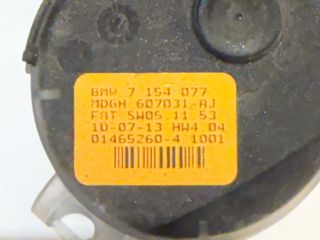 BMW 7 154 077
MDGH 607031-AJ
FAT SW05.11.53
10-07-13 HW4 04
01465260-4 1001